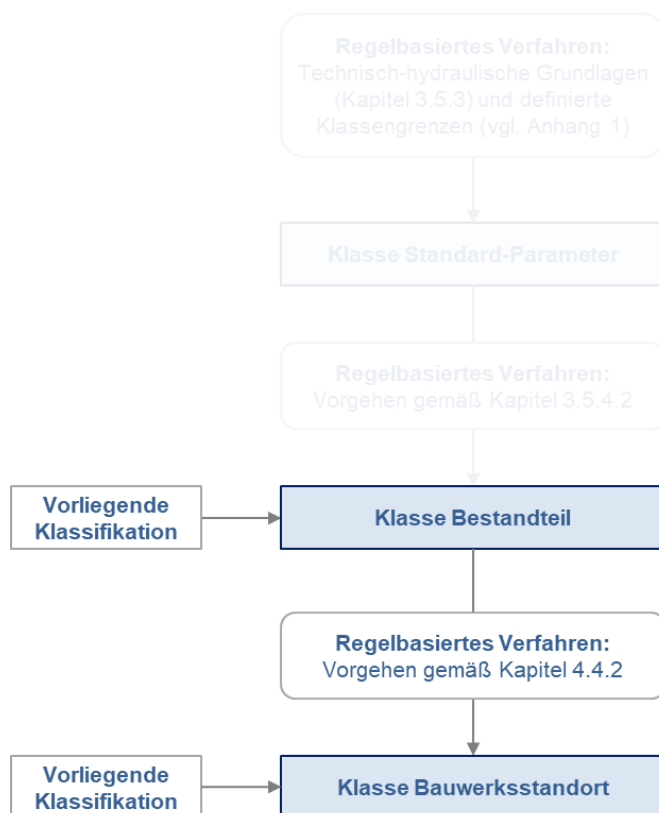 Regelbasiertes Verfahren:
Technisch-hydraulische Grundlagen
(Kapitel 3.5.3) und definierte
Klassengrenzen (vgl. Anhang 1)
Klasse Standard-Parameter
Regelbasiertes Verfahren:
Vorgehen gemäß Kapitel 3.5.4.2
Vorliegende
Klassifikation
Klasse Bestandteil
Regelbasiertes Verfahren:
Vorgehen gemäß Kapitel 4.4.2
Vorliegende
Klassifikation
Klasse Bauwerksstandort